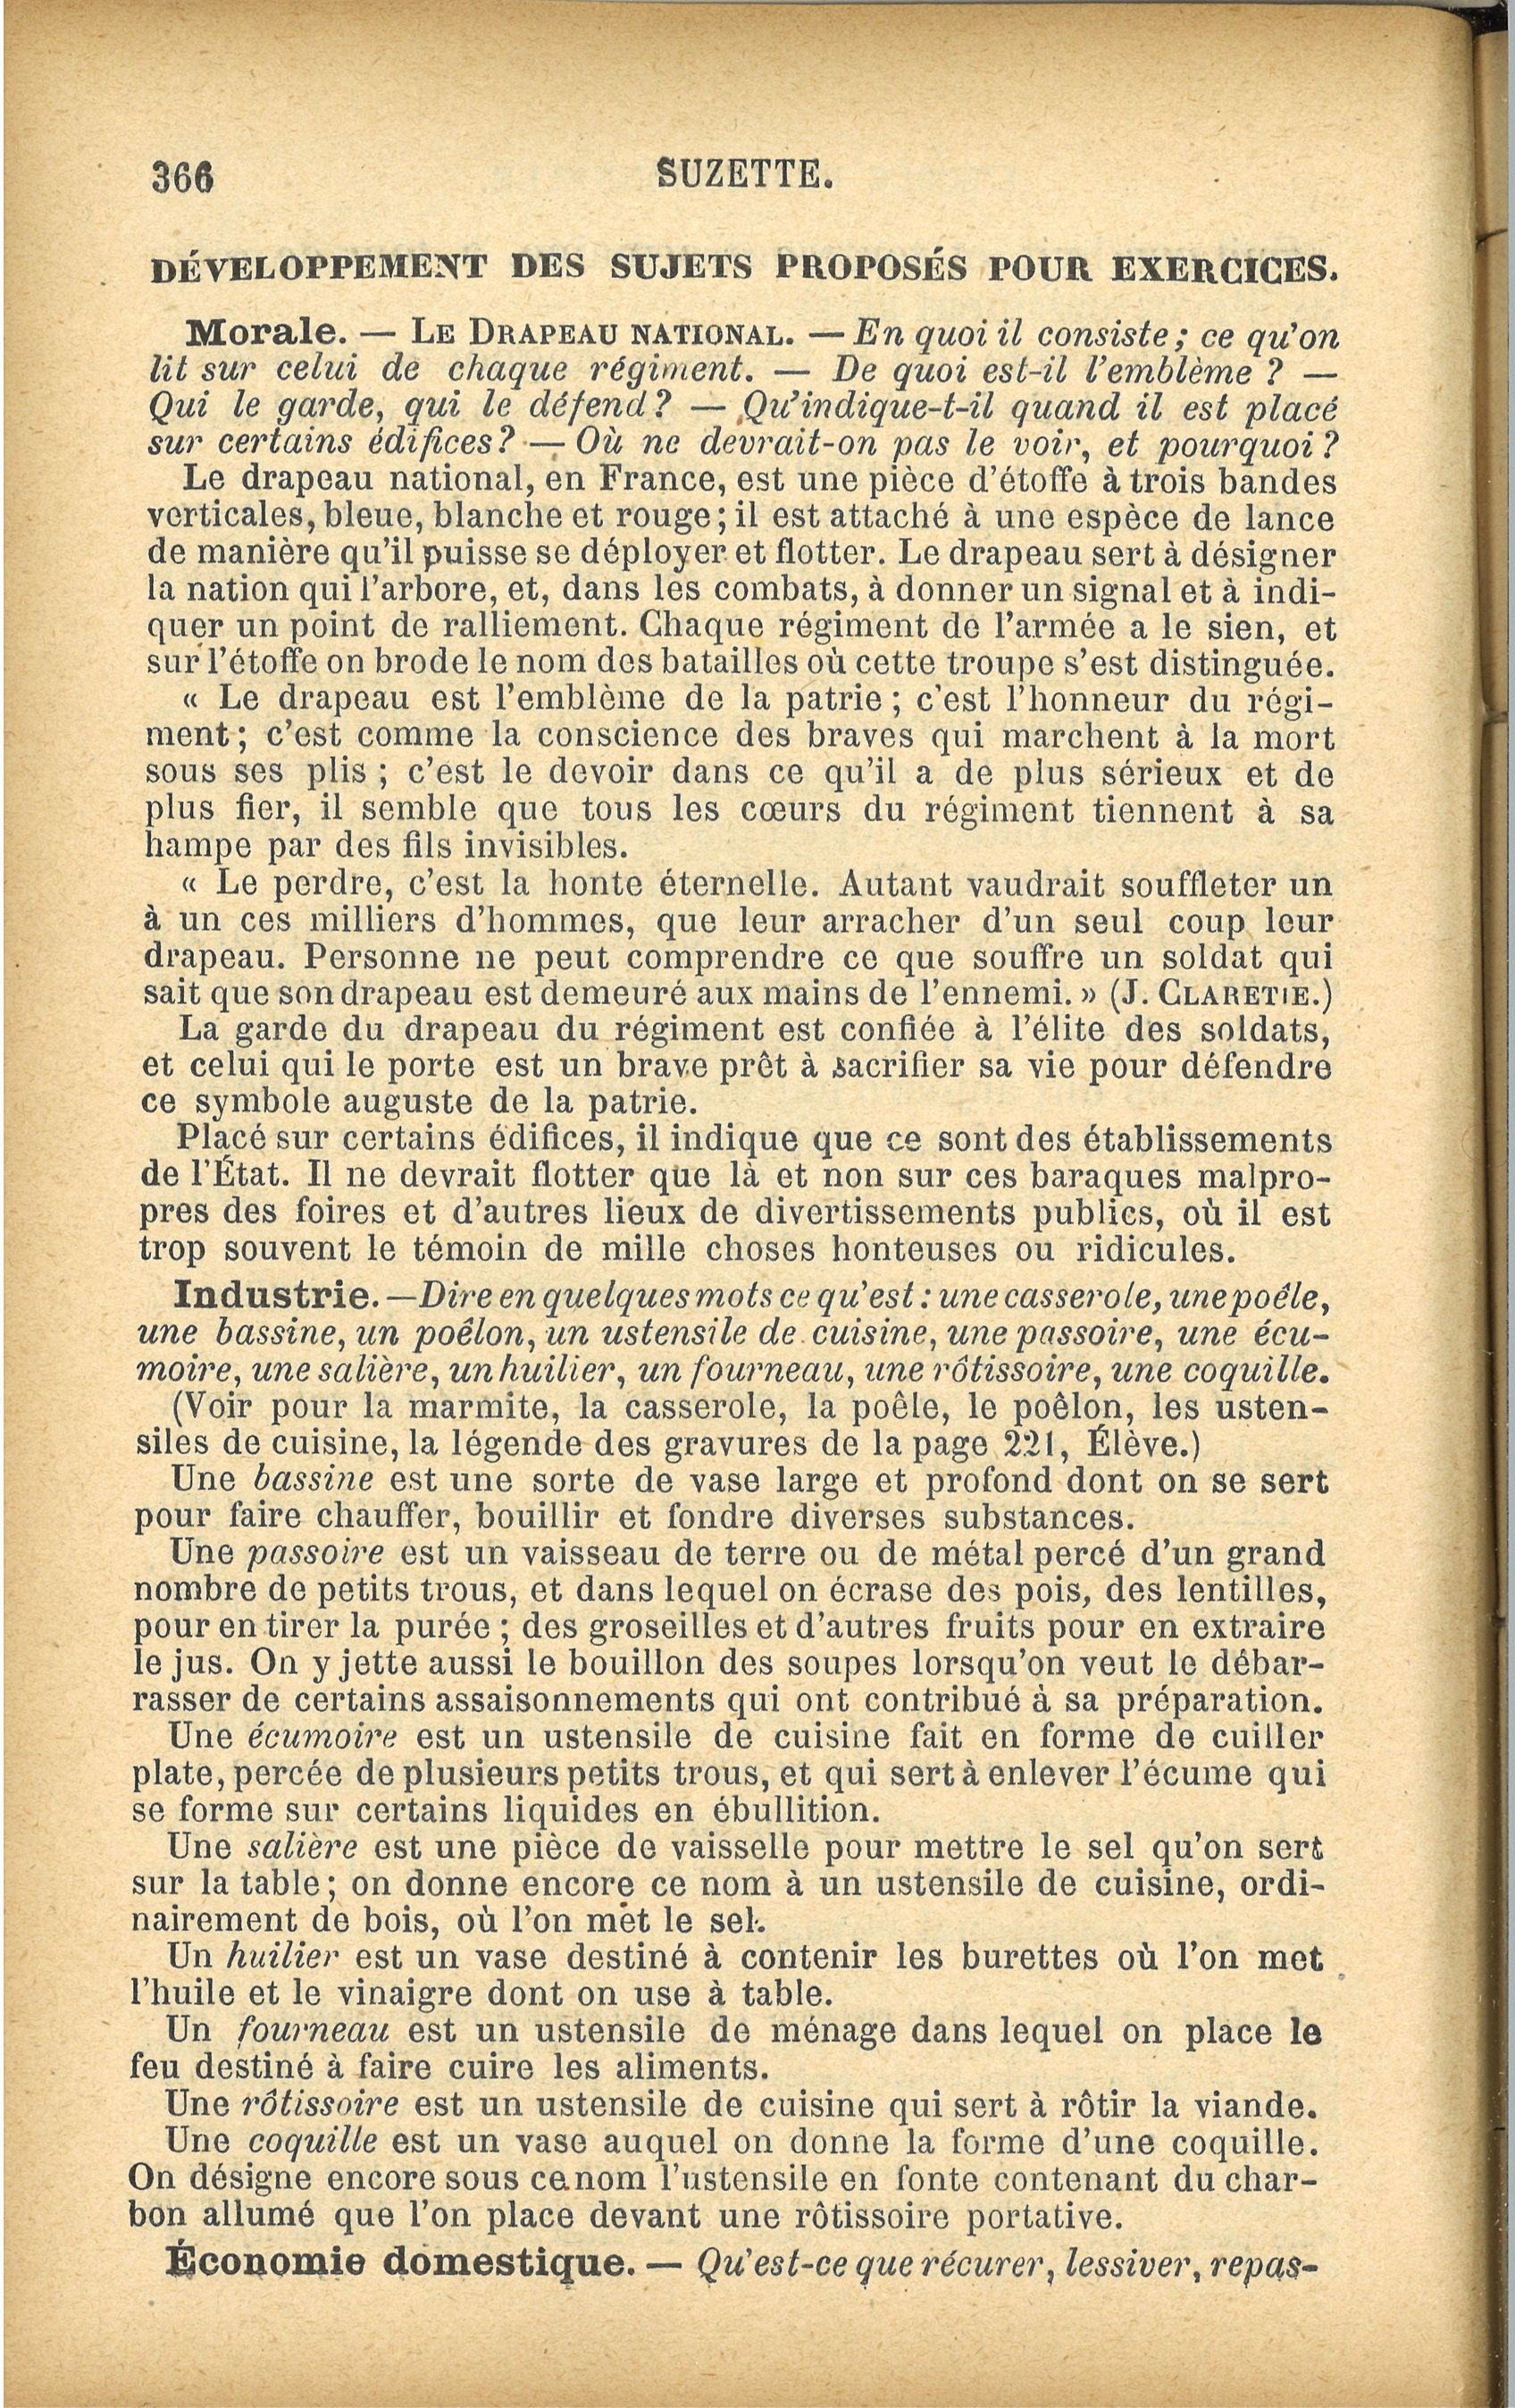 366
SUZETTE.
DÉVELOPPEMENT DES SUJETS PROPOSÉS POUR EXERCICES.
Morale. — LE DRAPEAU NATIONAL. — En quoi il consiste ; ce qu'on
lit sur celui de chaque régiment. — De quoi est-il l'emblème ? —
Qui le garde, qui le défend ? — Qu'indique-t-il quand il est placé
sur certains édifices ? — Où ne devrait-on pas le voir, et pourquoi ?
Le drapeau national, en France, est une pièce d'étoffe à trois bandes
verticales, bleue, blanche et rouge ; il est attaché à une espèce de lance
de manière qu'il puisse se déployer et flotter. Le drapeau sert à désigner
la nation qui l'arbore, et, dans les combats, à donner un signal et à indi-
quer un point de ralliement. Chaque régiment de l'armée a le sien, et
sur l'étoffe on brode le nom des batailles où cette troupe s'est distinguée.
« Le drapeau est l'emblème de la patrie ; c'est l'honneur du régi-
ment ; c'est comme la conscience des braves qui marchent à la mort
sous ses plis ; c'est le devoir dans ce qu'il a de plus sérieux et de
plus fier, il semble que tous les cœurs du régiment tiennent à sa
hampe par des fils invisibles.
« Le perdre, c'est la honte éternelle. Autant vaudrait souffleter un
à un ces milliers d'hommes, que leur arracher d'un seul coup leur
drapeau. Personne ne peut comprendre ce que souffre un soldat qui
sait que son drapeau est demeuré aux mains de l'ennemi. » (J. CLARETIE.)
La garde du drapeau du régiment est confiée à l'élite des soldats,
et celui qui le porte est un brave prêt à sacrifier sa vie pour défendre
ce symbole auguste de la patrie.
Placé sur certains édifices, il indique que ce sont des établissements
de l'État. Il ne devrait flotter que là et non sur ces baraques malpro-
pres des foires et d'autres lieux de divertissements publics, où il est
trop souvent le témoin de mille choses honteuses ou ridicules.
Industrie. — Dire en quelques mots ce qu'est : une casserole, une poêle,
une bassine, un poêlon, un ustensile de cuisine, une passoire, une écu-
moire, une salière, un huilier, un fourneau, une rôtissoire, une coquille.
(Voir pour la marmite, la casserole, la poêle, le poêlon, les usten-
siles de cuisine, la légende des gravures de la page 221, Élève.)
Une bassine est une sorte de vase large et profond dont on se sert
pour faire chauffer, bouillir et fondre diverses substances.
Une passoire est un vaisseau de terre ou de métal percé d'un grand
nombre de petits trous, et dans lequel on écrase des pois, des lentilles,
pour en tirer la purée ; des groseilles et d'autres fruits pour en extraire
le jus. On y jette aussi le bouillon des soupes lorsqu'on veut le débar-
rasser de certains assaisonnements qui ont contribué à sa préparation.
Une écumoire est un ustensile de cuisine fait en forme de cuiller
plate, percée de plusieurs petits trous, et qui sert à enlever l'écume qui
se forme sur certains liquides en ébullition.
Une salière est une pièce de vaisselle pour mettre le sel qu'on sert
sur la table ; on donne encore ce nom à un ustensile de cuisine, ordi-
nairement de bois, où l'on met le sel.
Un huilier est un vase destiné à contenir les burettes où l'on met
l'huile et le vinaigre dont on use à table.
Un fourneau est un ustensile de ménage dans lequel on place le
feu destiné à faire cuire les aliments.
Une rôtissoire est un ustensile de cuisine qui sert à rôtir la viande.
Une coquille est un vase auquel on donne la forme d'une coquille.
On désigne encore sous ce nom l'ustensile en fonte contenant du char-
bon allumé que l'on place devant une rôtissoire portative.
Économie domestique. — Qu'est-ce que récurer, lessiver, repas-